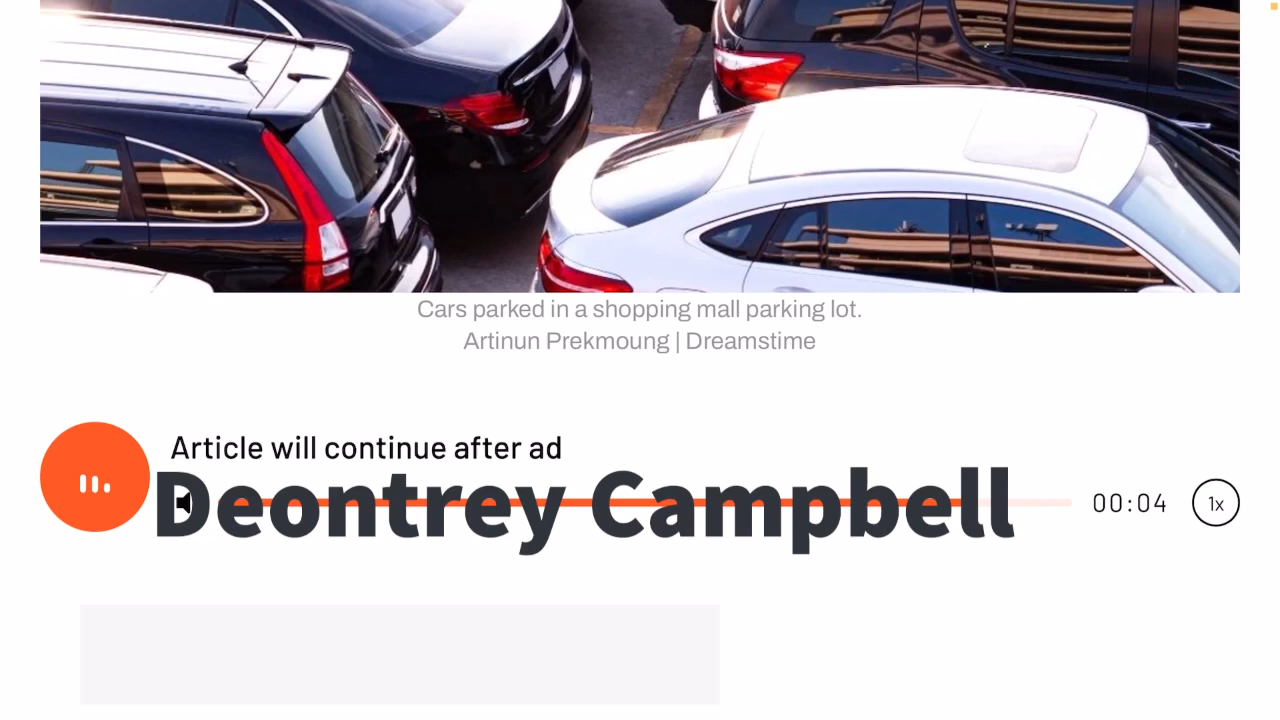 Cars parked in a shopping mall parking lot.
Artinun Prekmoung | Dreamstime
Article will continue after ad
Deontrey Campbell
00:04
1x